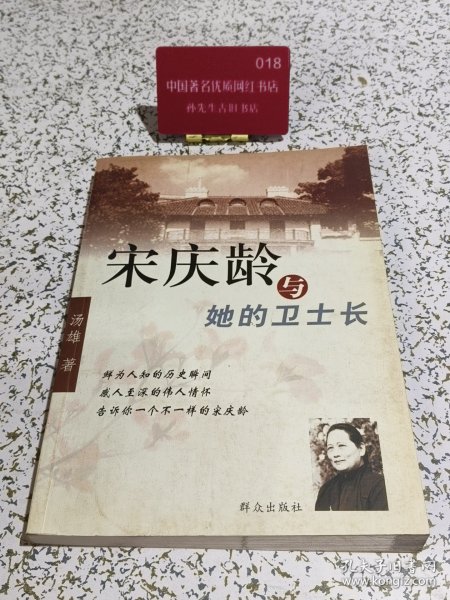 018
中国著名优质网红书店
孙先生古旧书店
宋庆龄
与
她的卫士长
汤雄 著
鲜为人知的历史瞬间
感人至深的伟人情怀
告诉你一个不一样的宋庆龄
群众出版社
孔夫子旧书网
www.kongfz.com